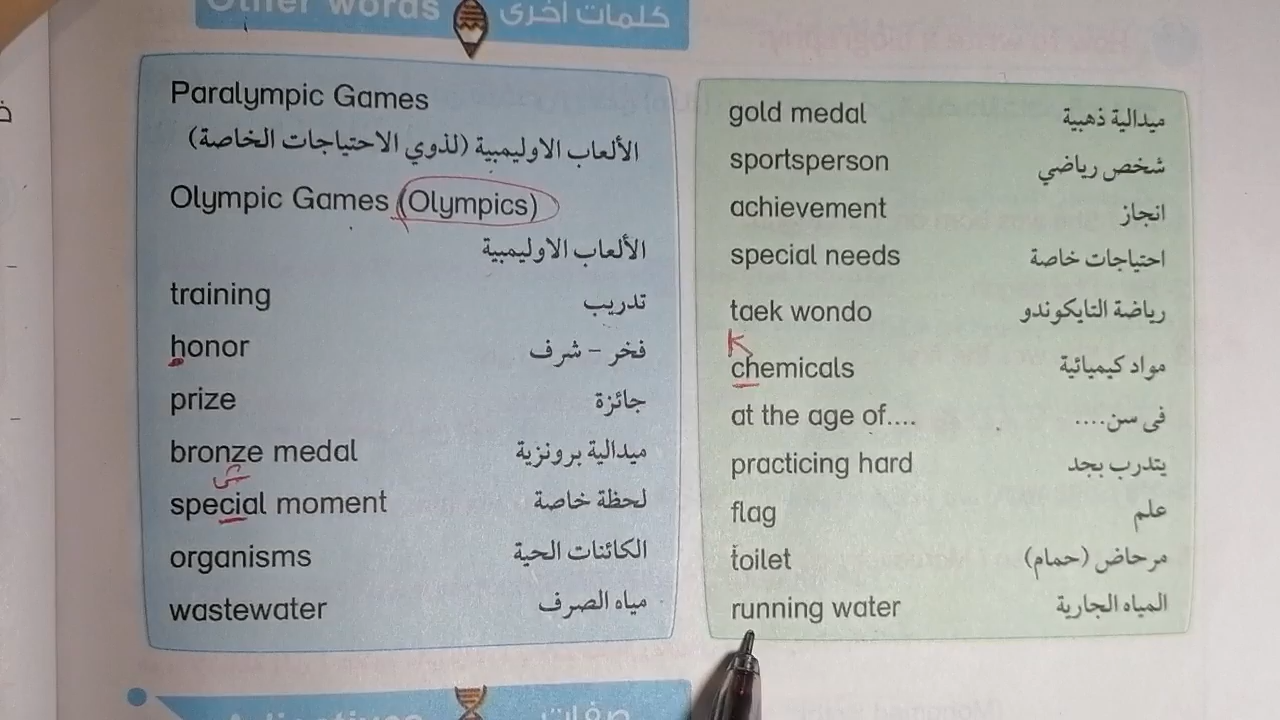 Other words كلمات أخرى
Paralympic Games
الألعاب الاوليمبية (لذوي الاحتياجات الخاصة)
Olympic Games (Olympics)
الألعاب الاوليمبية
training تدريب
honor فخر - شرف
prize جائزة
bronze medal ميدالية برونزية
ش
special moment لحظة خاصة
organisms الكائنات الحية
wastewater مياه الصرف
gold medal ميدالية ذهبية
sportsperson شخص رياضي
achievement انجاز
special needs احتياجات خاصة
taek wondo رياضة التايكوندو
K
chemicals مواد كيميائية
at the age of.... فى سن....
practicing hard يتدرب بجد
flag علم
toilet مرحاض (حمام)
running water المياه الجارية
Adjectives صفات